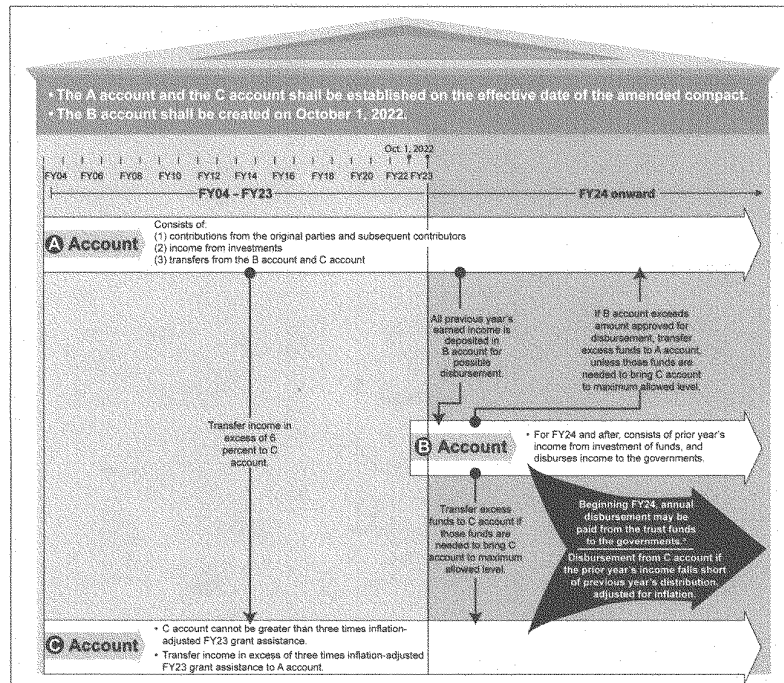 • The A account and the C account shall be established on the effective date of the amended compact.
• The B account shall be created on October 1, 2022.
Oct. 1, 2022
FY04 FY06 FY08 FY10 FY12 FY14 FY16 FY18 FY20 FY22 FY23
FY04 – FY23
FY24 onward
A Account
Consists of:
(1) contributions from the original parties and subsequent contributors
(2) income from investments
(3) transfers from the B account and C account
All previous year's
earned income is
deposited in
B account for
possible
disbursement.
If B account exceeds
amount approved for
disbursement, transfer
excess funds to A account,
unless those funds are
needed to bring C account
to maximum allowed level.
Transfer income in
excess of 6
percent to C
account
B Account
• For FY24 and after, consists of prior year's
income from investment of funds, and
disburses income to the governments.
Transfer excess
funds to C account if
those funds are
needed to bring C
account to maximum
allowed level.
Beginning FY24, annual
disbursement may be
paid from the trust funds
to the governments.
Disbursement from C account if
the prior year's income falls short
of previous year's distribution,
adjusted for inflation.
C Account
• C account cannot be greater than three times inflation-
adjusted FY23 grant assistance.
• Transfer income in excess of three times inflation-adjusted
FY23 grant assistance to A account.